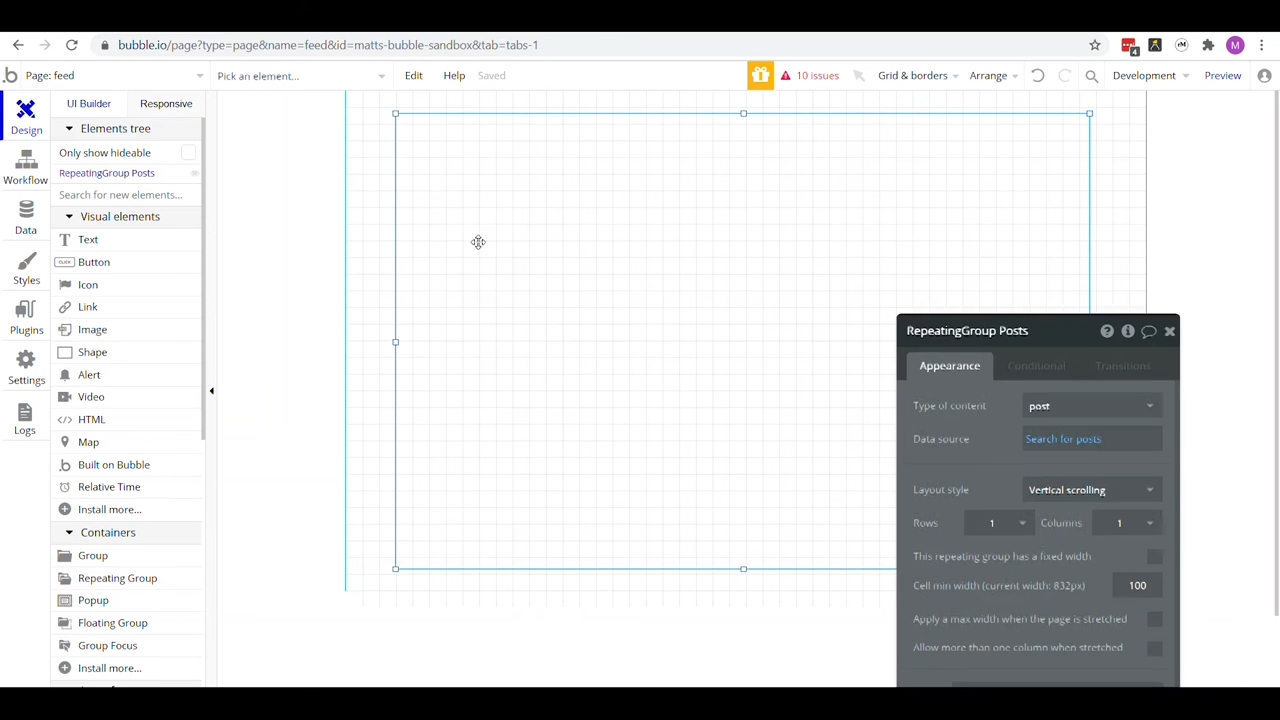 bubble.io/page?type=page&name=feed&id=matts-bubble-sandbox&tab=tabs-1
4
M
Page: feed
Pick an element...
Edit
Help
Saved
10 issues
Grid & borders
Arrange
Development
Preview
Design
Workflow
Data
Styles
Plugins
Settings
Logs
UI Builder
Responsive
Elements tree
Only show hideable
RepeatingGroup Posts
Search for new elements...
Visual elements
Text
CLICK Button
Icon
Link
Image
Shape
Alert
Video
</> HTML
Map
Built on Bubble
Relative Time
Install more...
Containers
Group
Repeating Group
Popup
Floating Group
Group Focus
Install more...
RepeatingGroup Posts
Appearance
Conditional
Transitions
Type of content post
Data source Search for posts
Layout style Vertical scrolling
Rows 1 Columns 1
This repeating group has a fixed width
Cell min width (current width: 832px) 100
Apply a max width when the page is stretched
Allow more than one column when stretched